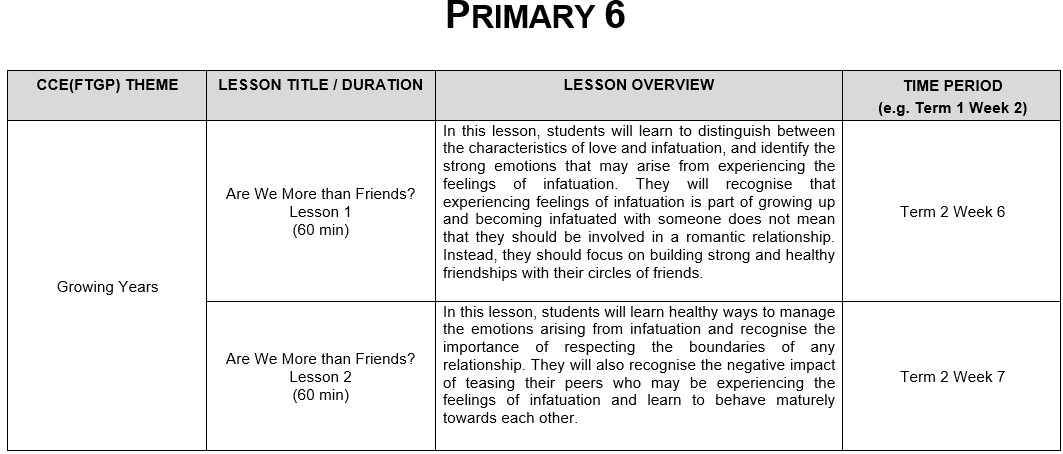 PRIMARY 6
CCE(FTGP) THEME
LESSON TITLE / DURATION
LESSON OVERVIEW
TIME PERIOD
(e.g. Term 1 Week 2)
Growing Years
Are We More than Friends?
Lesson 1
(60 min)
In this lesson, students will learn to distinguish between
the characteristics of love and infatuation, and identify the
strong emotions that may arise from experiencing the
feelings of infatuation. They will recognise that
experiencing feelings of infatuation is part of growing up
and becoming infatuated with someone does not mean
that they should be involved in a romantic relationship.
Instead, they should focus on building strong and healthy
friendships with their circles of friends.
Term 2 Week 6
Are We More than Friends?
Lesson 2
(60 min)
In this lesson, students will learn healthy ways to manage
the emotions arising from infatuation and recognise the
importance of respecting the boundaries of any
relationship. They will also recognise the negative impact
of teasing their peers who may be experiencing the
feelings of infatuation and learn to behave maturely
towards each other.
Term 2 Week 7